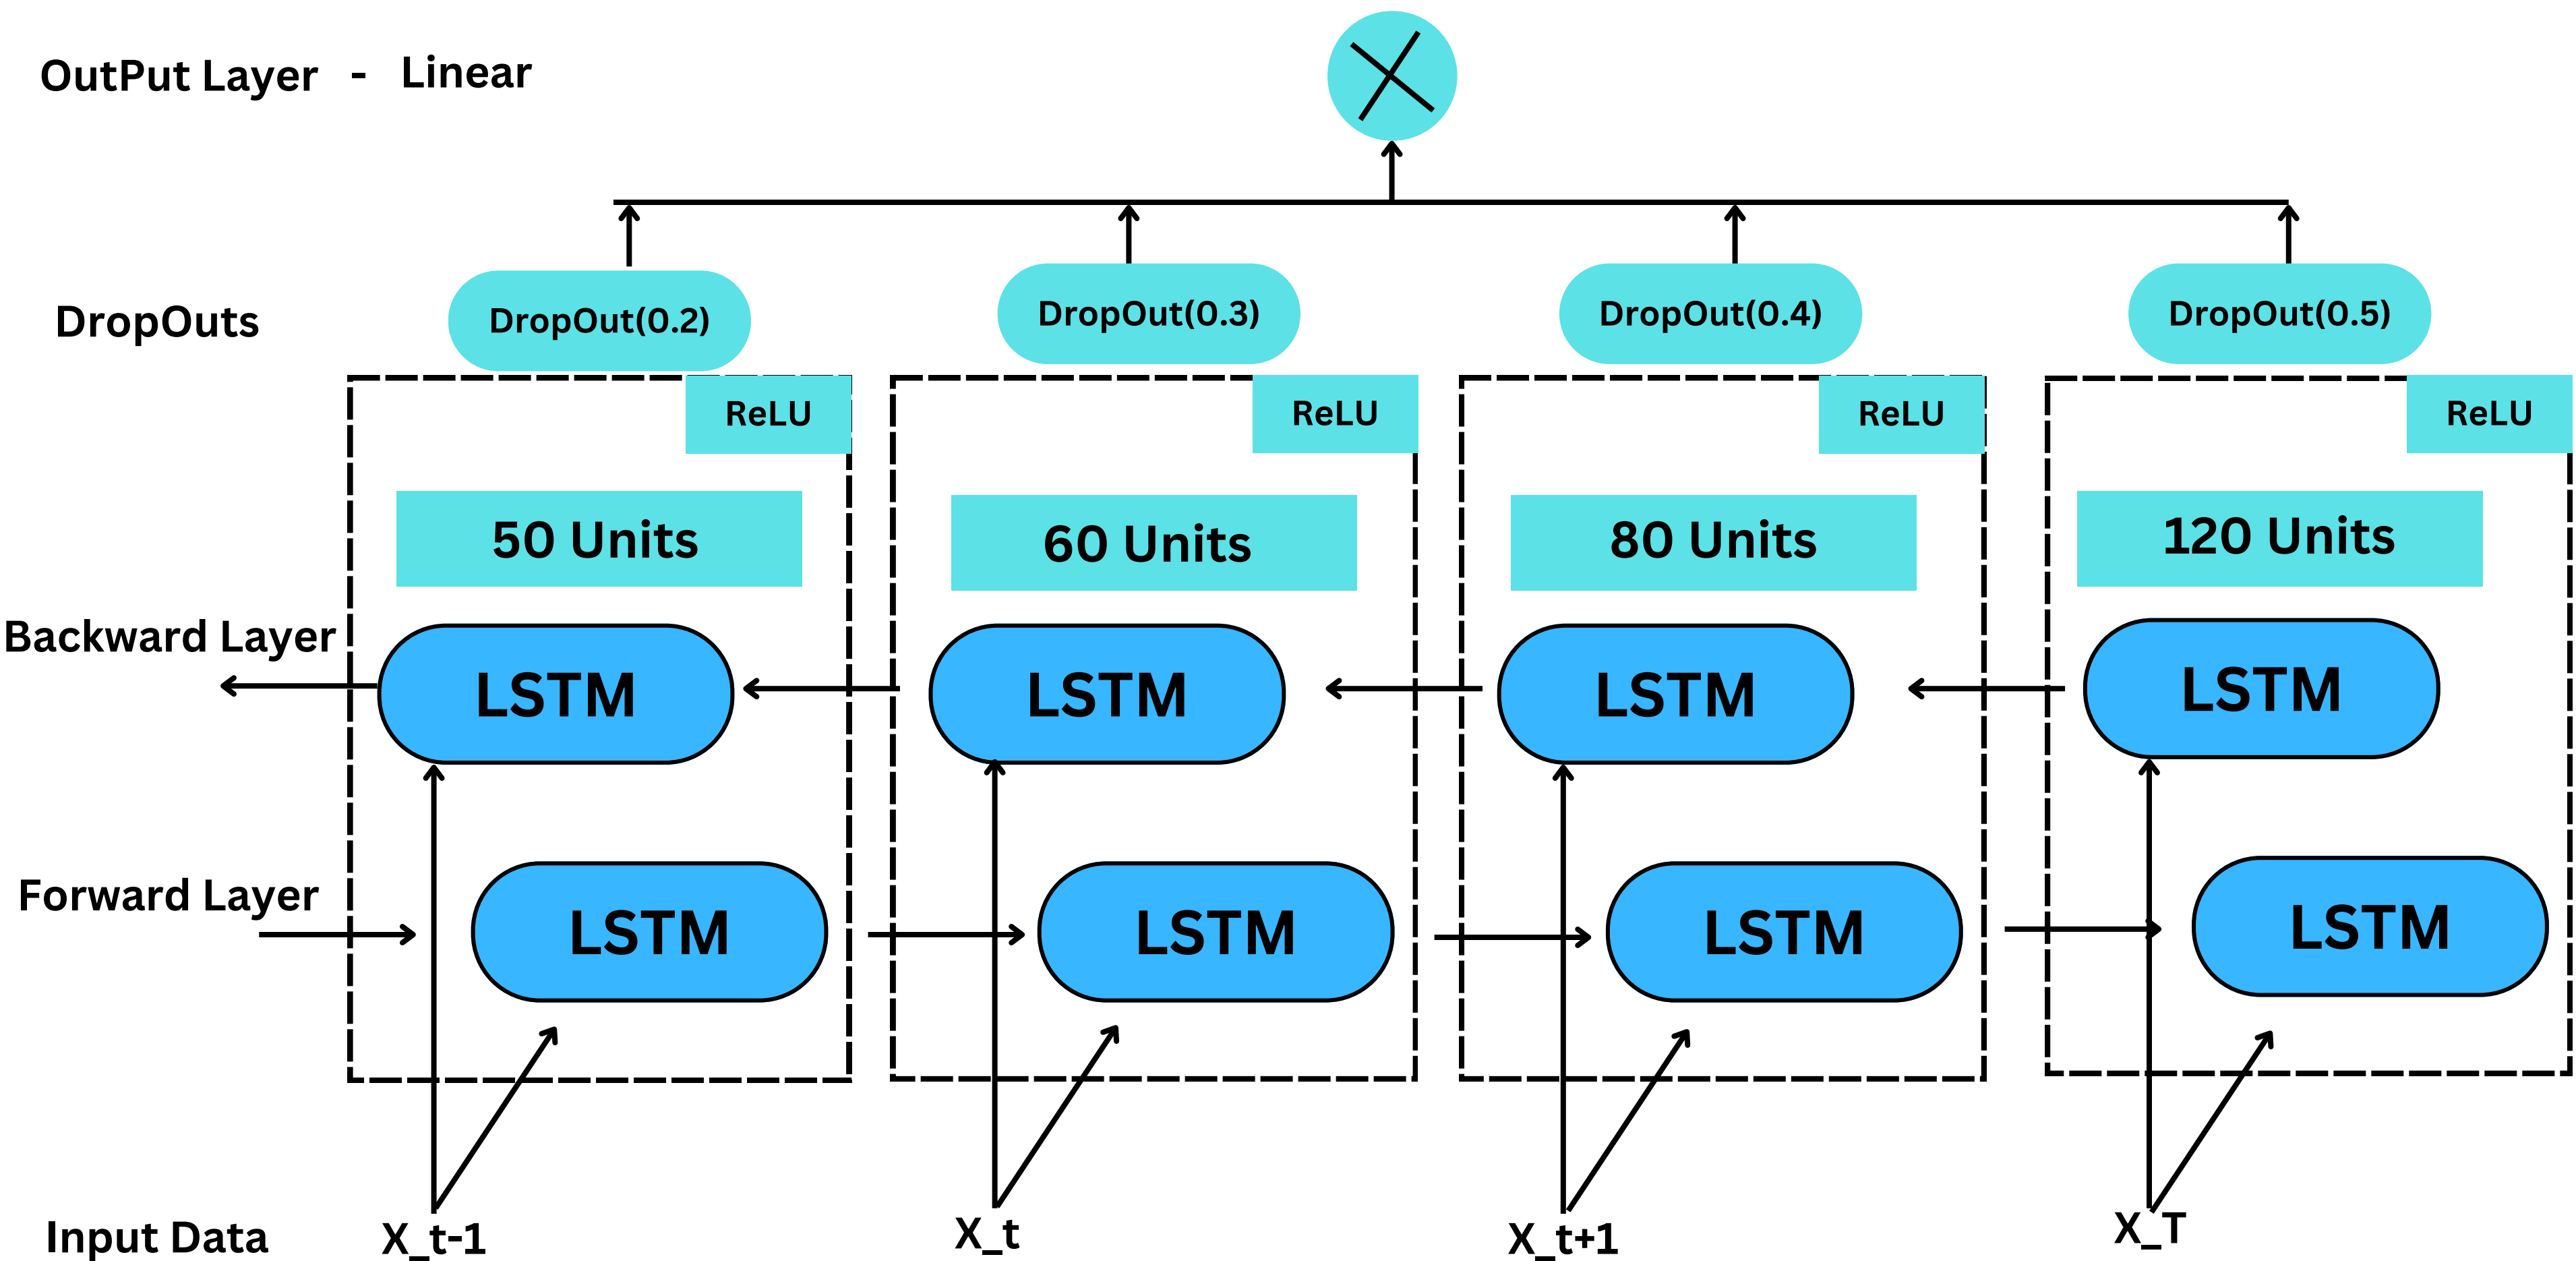 OutPut Layer - Linear
DropOuts
DropOut(0.2)
DropOut(0.3)
DropOut(0.4)
DropOut(0.5)
ReLU
ReLU
ReLU
ReLU
50 Units
60 Units
80 Units
120 Units
Backward Layer
LSTM
LSTM
LSTM
LSTM
Forward Layer
LSTM
LSTM
LSTM
LSTM
Input Data
X_t-1
X_t
X_t+1
X_T